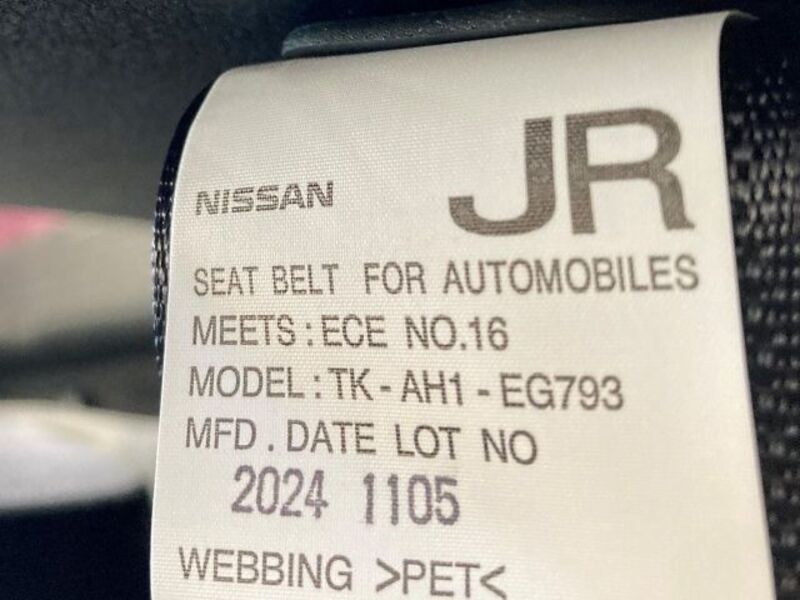 JR
NISSAN
SEAT BELT FOR AUTOMOBILES
MEETS : ECE NO.16
MODEL : TK - AH1 - EG793
MFD . DATE LOT NO
2024 1105
WEBBING >PET<